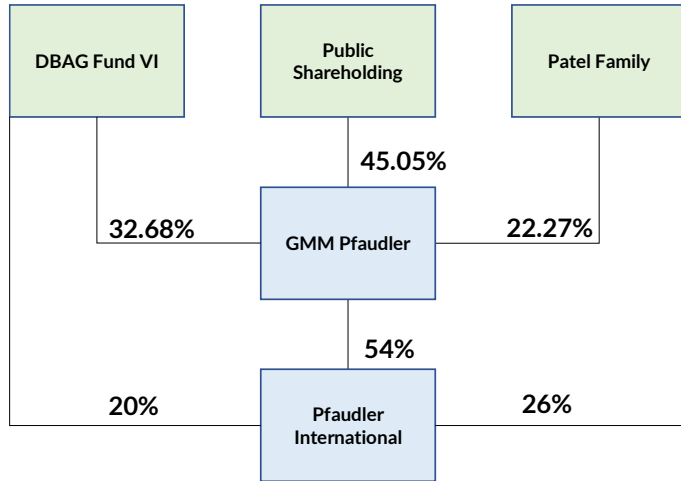 DBAG Fund VI
Public
Shareholding
Patel Family
45.05%
32.68%
GMM Pfaudler
22.27%
54%
20%
Pfaudler
International
26%